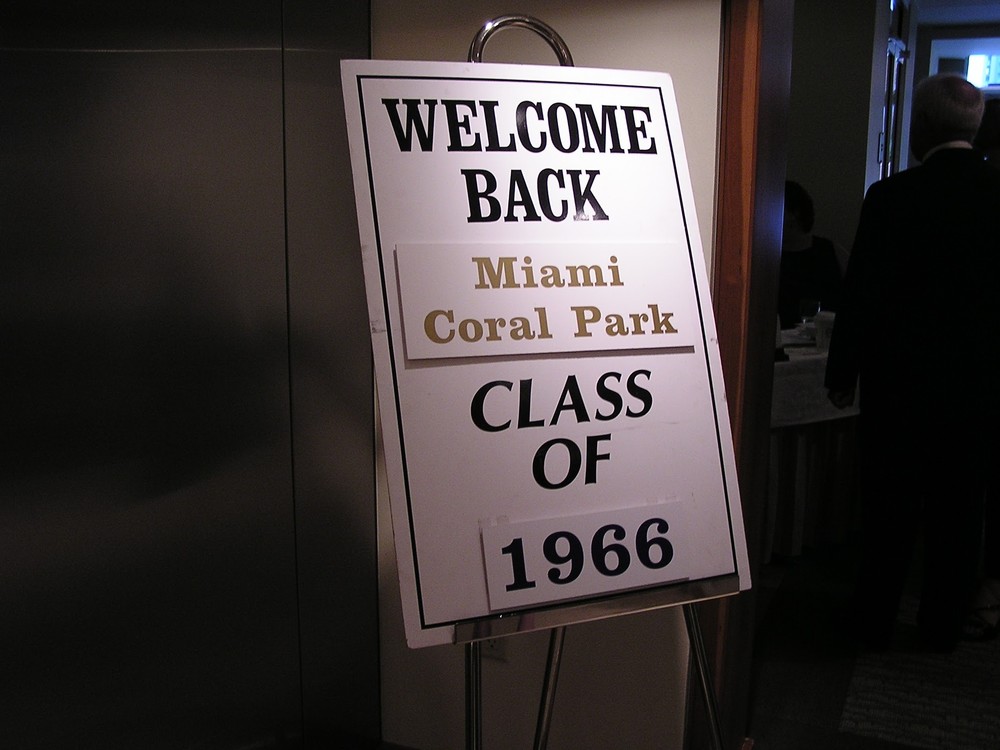 WELCOME
BACK
Miami
Coral Park
CLASS
OF
1966